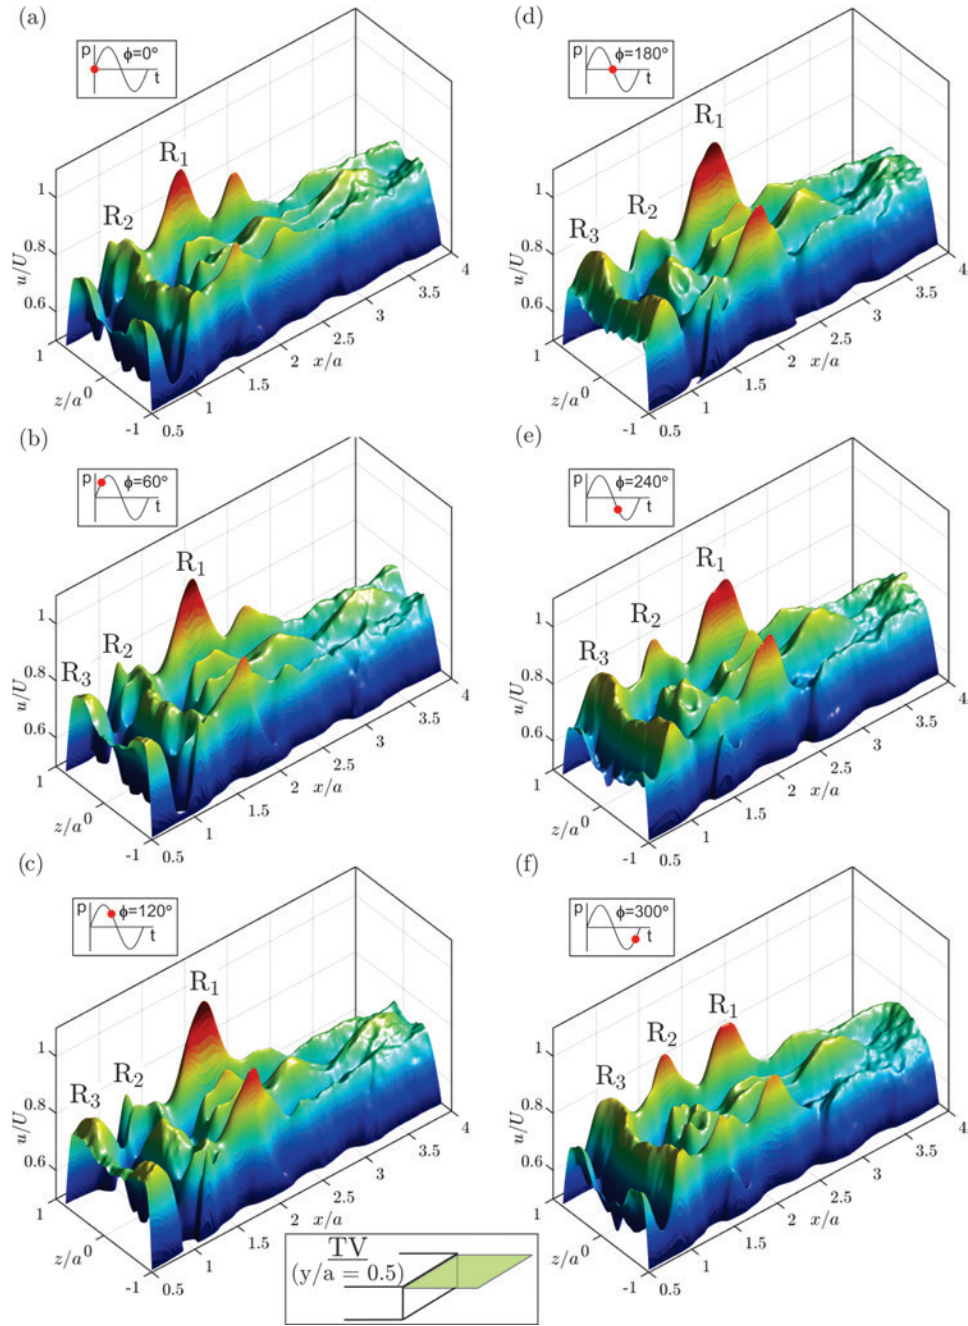 (a)
p
ϕ=0°
t
R1
R2
1
0.8
0.6
u/U
1
z/a
0
-1
0.5
1
1.5
2
x/a
2.5
3
3.5
4
(d)
p
ϕ=180°
t
R1
R2
R3
1
0.8
0.6
u/U
1
z/a
0
-1
0.5
1
1.5
2
x/a
2.5
3
3.5
4
(b)
p
ϕ=60°
t
R1
R2
R3
1
0.8
0.6
u/U
1
z/a
0
-1
0.5
1
1.5
2
x/a
2.5
3
3.5
4
(e)
p
ϕ=240°
t
R1
R2
R3
1
0.8
0.6
u/U
1
z/a
0
-1
0.5
1
1.5
2
x/a
2.5
3
3.5
4
(c)
p
ϕ=120°
t
R1
R2
R3
1
0.8
0.6
u/U
1
z/a
0
-1
0.5
1
1.5
2
x/a
2.5
3
3.5
4
(f)
p
ϕ=300°
t
R1
R2
R3
1
0.8
0.6
u/U
1
z/a
0
-1
0.5
1
1.5
2
x/a
2.5
3
3.5
4
TV
(y/a = 0.5)